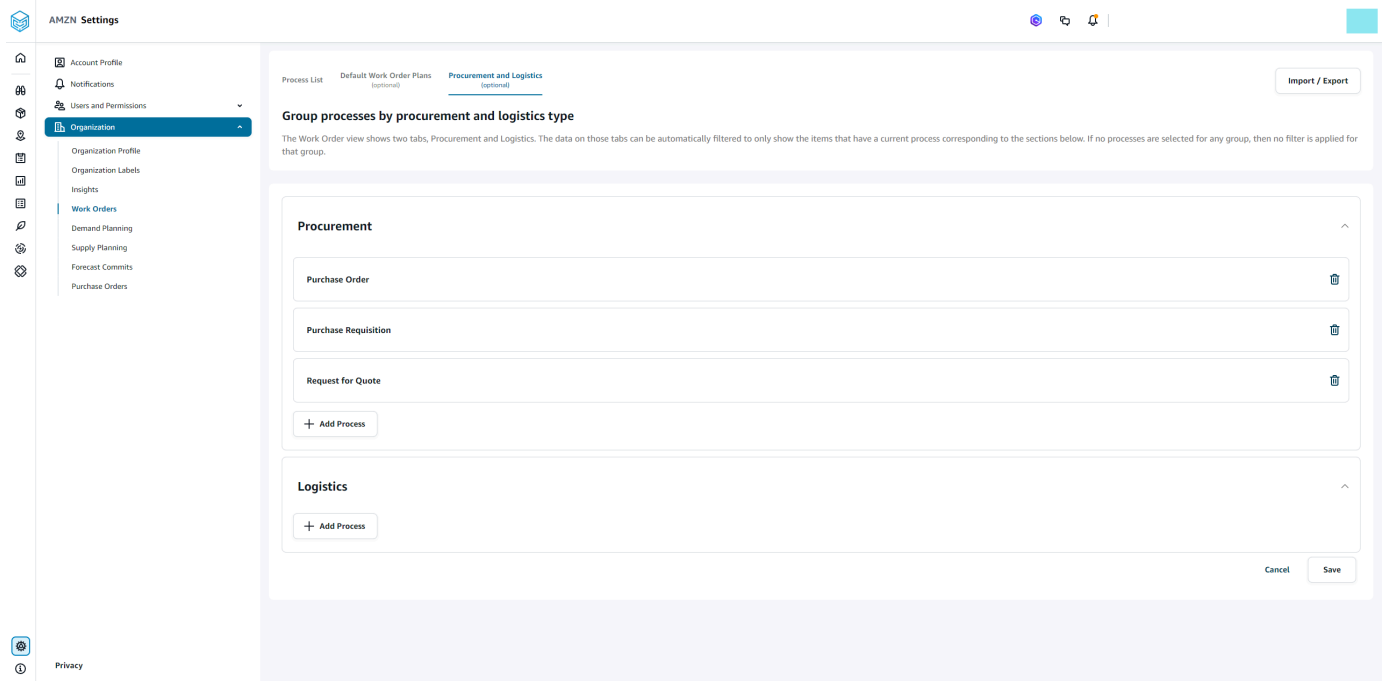 AMZN Settings
Account Profile
Notifications
Users and Permissions
Organization
Organization Profile
Organization Labels
Insights
Work Orders
Demand Planning
Supply Planning
Forecast Commits
Purchase Orders
Privacy
Process List
Default Work Order Plans
(optional)
Procurement and Logistics
(optional)
Import / Export
Group processes by procurement and logistics type
The Work Order view shows two tabs, Procurement and Logistics. The data on those tabs can be automatically filtered to only show the items that have a current process corresponding to the sections below. If no processes are selected for any group, then no filter is applied for
that group.
Procurement
Purchase Order
Purchase Requisition
Request for Quote
Add Process
Logistics
Add Process
Cancel
Save